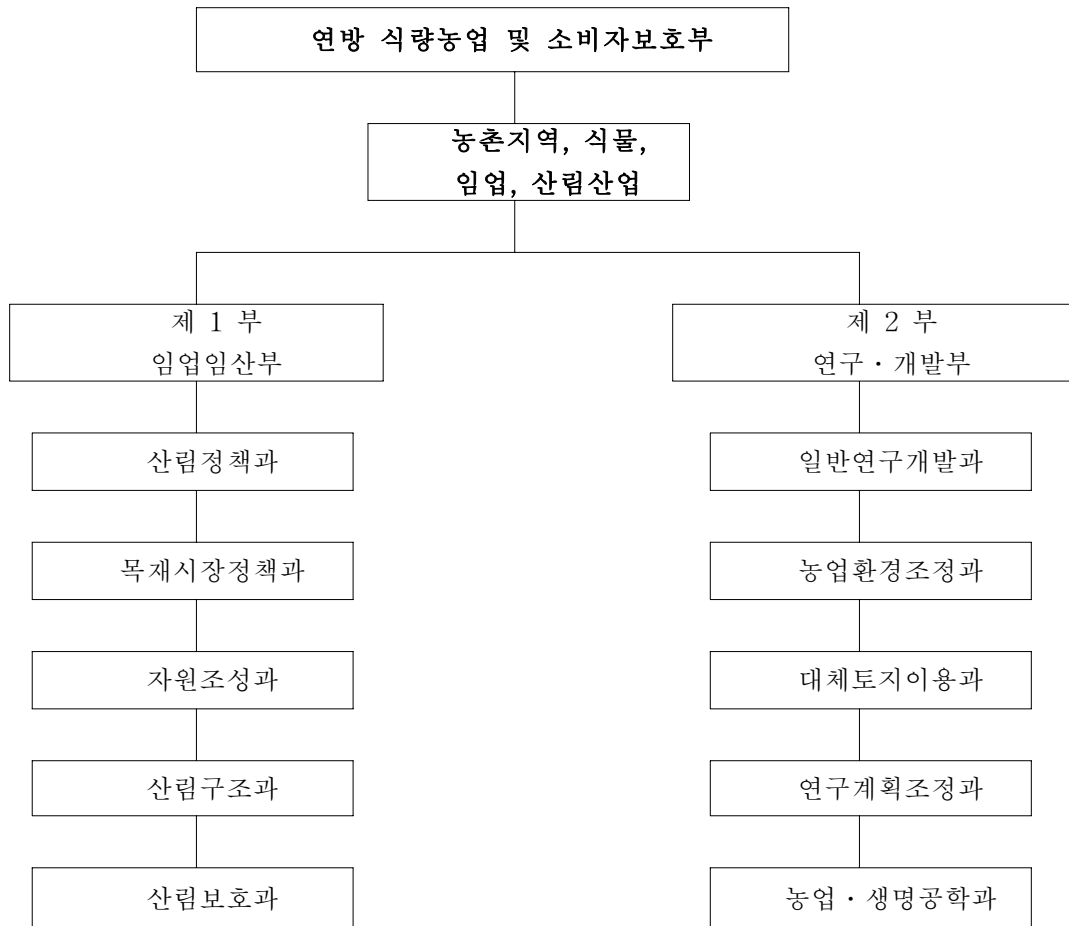 연방 식량농업 및 소비자보호부
농촌지역, 식물,
임업, 산림산업
제 1 부
임업임산부
산림정책과
목재시장정책과
자원조성과
산림구조과
산림보호과
제 2 부
연구・개발부
일반연구개발과
농업환경조정과
대체토지이용과
연구계획조정과
농업・생명공학과